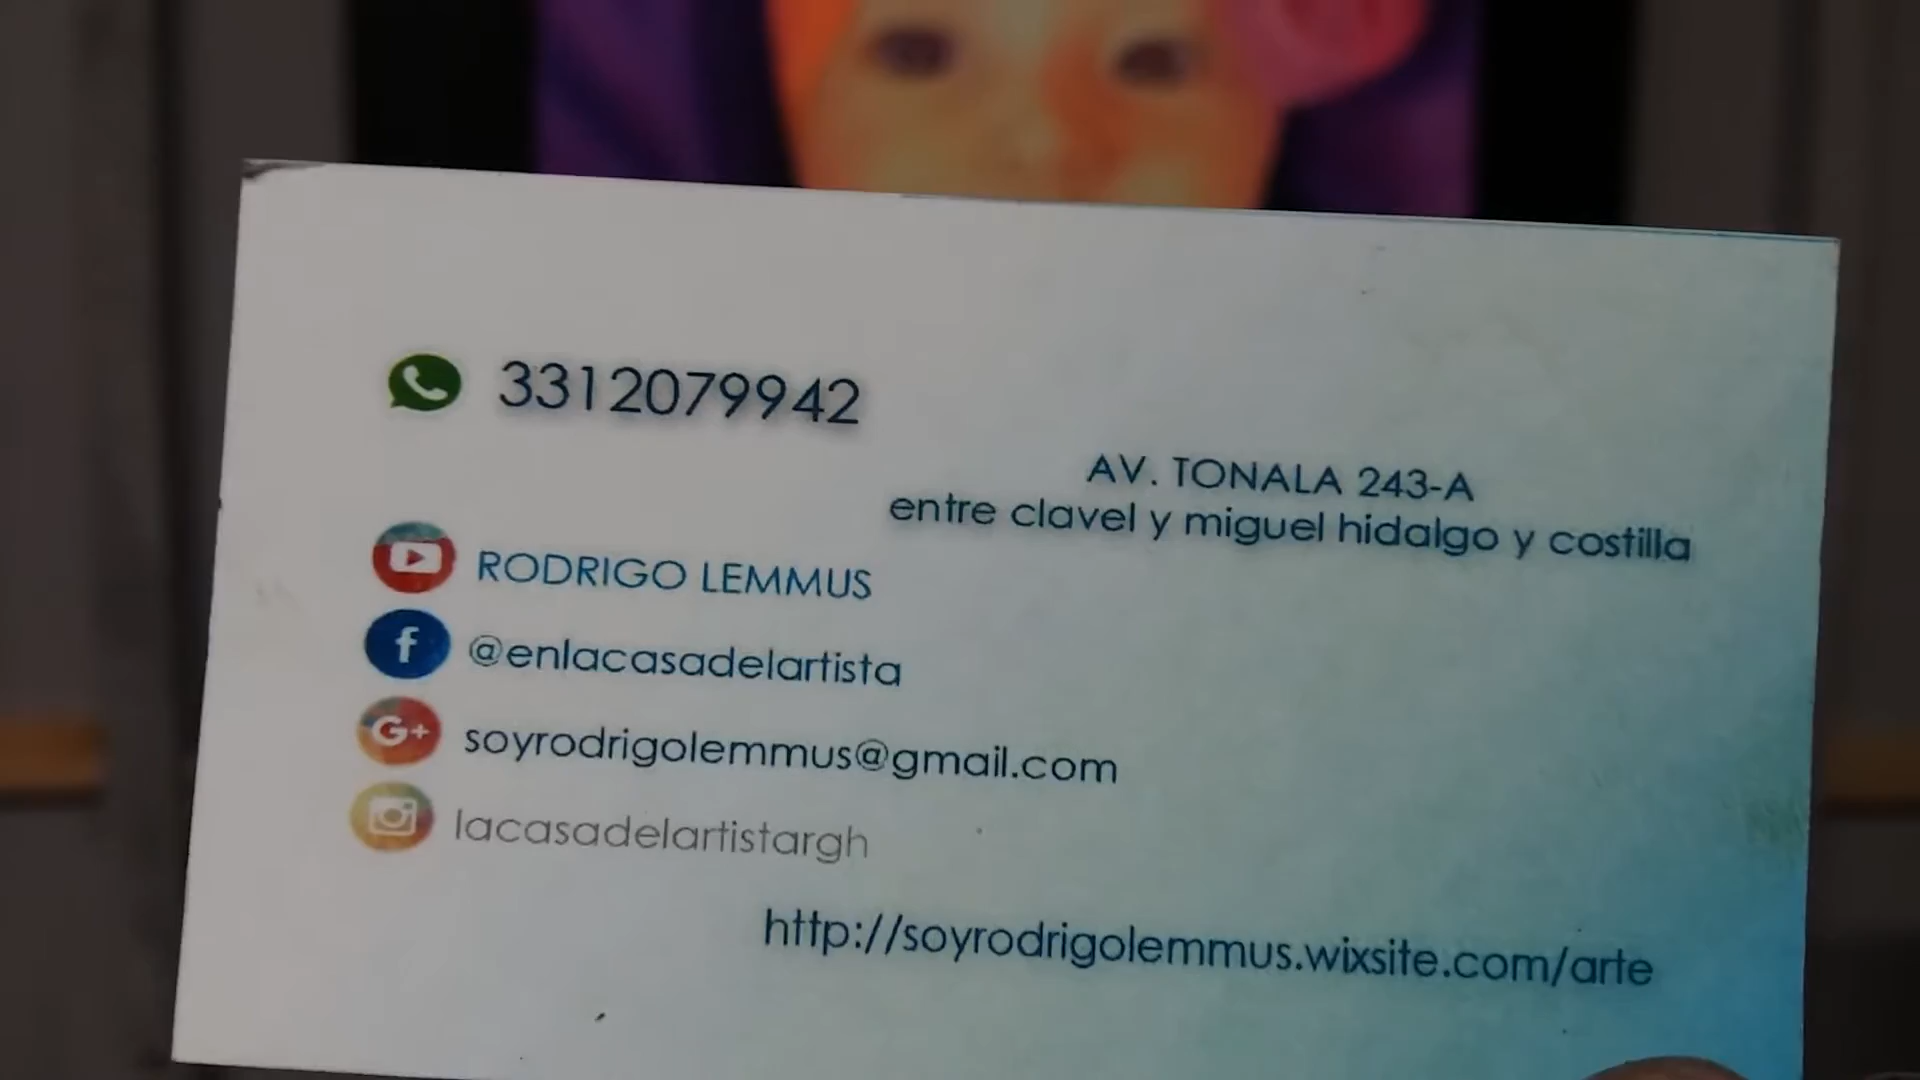 3312079942
AV. TONALA 243-A
entre clavel y miguel hidalgo y costilla
RODRIGO LEMMUS
@enlacasadelartista
G+ soyrodrigolemmus@gmail.com
lacasadelartistargh
http://soyrodrigolemmus.wixsite.com/arte